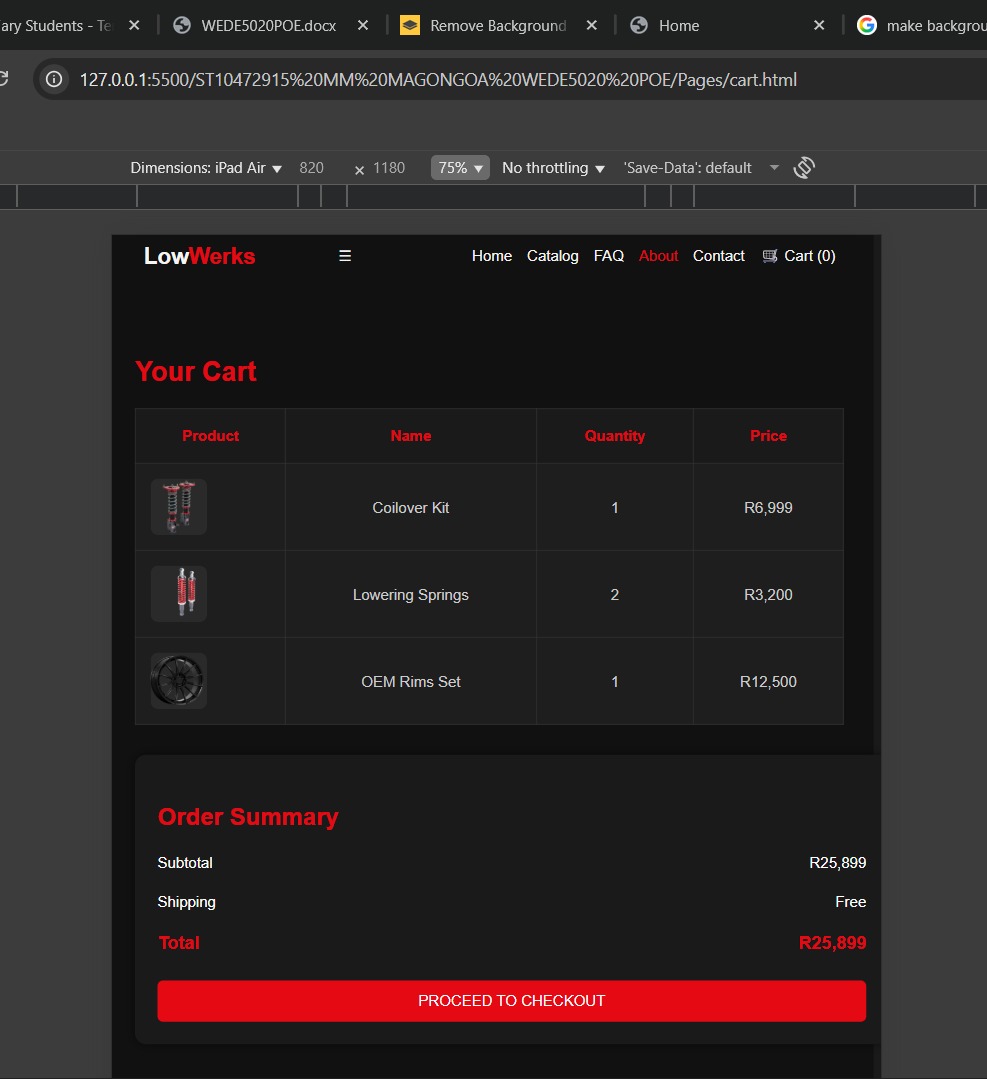 ary Students - Te
WEDE5020POE.docx
Remove Background
Home
make backgrou
127.0.0.1:5500/ST10472915%20MM%20MAGONGOA%20WEDE5020%20POE/Pages/cart.html
Dimensions: iPad Air ▼ 820 × 1180 75% ▼ No throttling ▼ 'Save-Data': default
LowWerks ☰ Home Catalog FAQ About Contact 🛒 Cart (0)
Your Cart
Product Name Quantity Price
Coilover Kit 1 R6,999
Lowering Springs 2 R3,200
OEM Rims Set 1 R12,500
Order Summary
Subtotal R25,899
Shipping Free
Total R25,899
PROCEED TO CHECKOUT